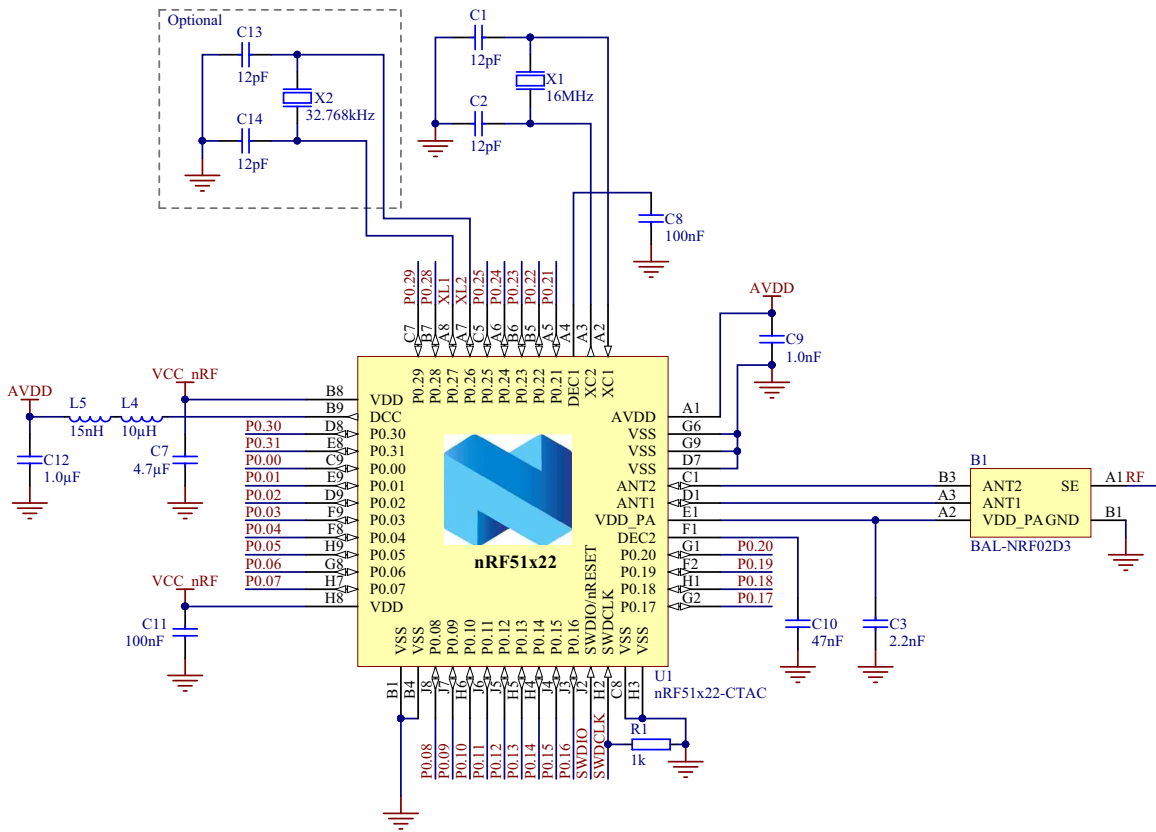 Optional
C13
12pF
X2
32.768kHz
C14
12pF
C1
12pF
X1
16MHz
C2
12pF
C8
100nF
P0.29
P0.28
XL1
XL2
P0.25
P0.24
P0.23
P0.22
P0.21
C7
B7
A8
A7
C5
A6
B6
B5
A5
A4
A3
A2
P0.29
P0.28
P0.27
P0.26
P0.25
P0.24
P0.23
P0.22
P0.21
DEC1
XC2
XC1
AVDD
C9
1.0nF
AVDD
L5
15nH
L4
10µH
VCC_nRF
C12
1.0µF
C7
4.7µF
B8 VDD
B9 DCC
P0.30 D8 P0.30
P0.31 E8 P0.31
P0.00 C9 P0.00
P0.01 E9 P0.01
P0.02 D9 P0.02
P0.03 F9 P0.03
P0.04 F8 P0.04
P0.05 H9 P0.05
P0.06 G8 P0.06
P0.07 H7 P0.07
H8 VDD
VCC_nRF
C11
100nF
nRF51x22
AVDD A1
VSS G6
VSS G9
VSS D7
ANT2 C1
ANT1 D1
VDD_PA E1
DEC2 F1
P0.20 G1 P0.20
P0.19 F2 P0.19
P0.18 H1 P0.18
P0.17 G2 P0.17
B1
B3 ANT2 SE A1 RF
A3 ANT1
A2 VDD_PA GND B1
BAL-NRF02D3
C10
47nF
C3
2.2nF
VSS
VSS
P0.08
P0.09
P0.10
P0.11
P0.12
P0.13
P0.14
P0.15
P0.16
SWDIO/nRESET
SWDCLK
VSS
VSS
U1
nRF51x22-CTAC
B1
B4
J8
J7
H6
J6
J5
H5
H4
J4
J3
J2
H2
C8
H3
P0.08
P0.09
P0.10
P0.11
P0.12
P0.13
P0.14
P0.15
P0.16
SWDIO
SWDCLK
R1
1k